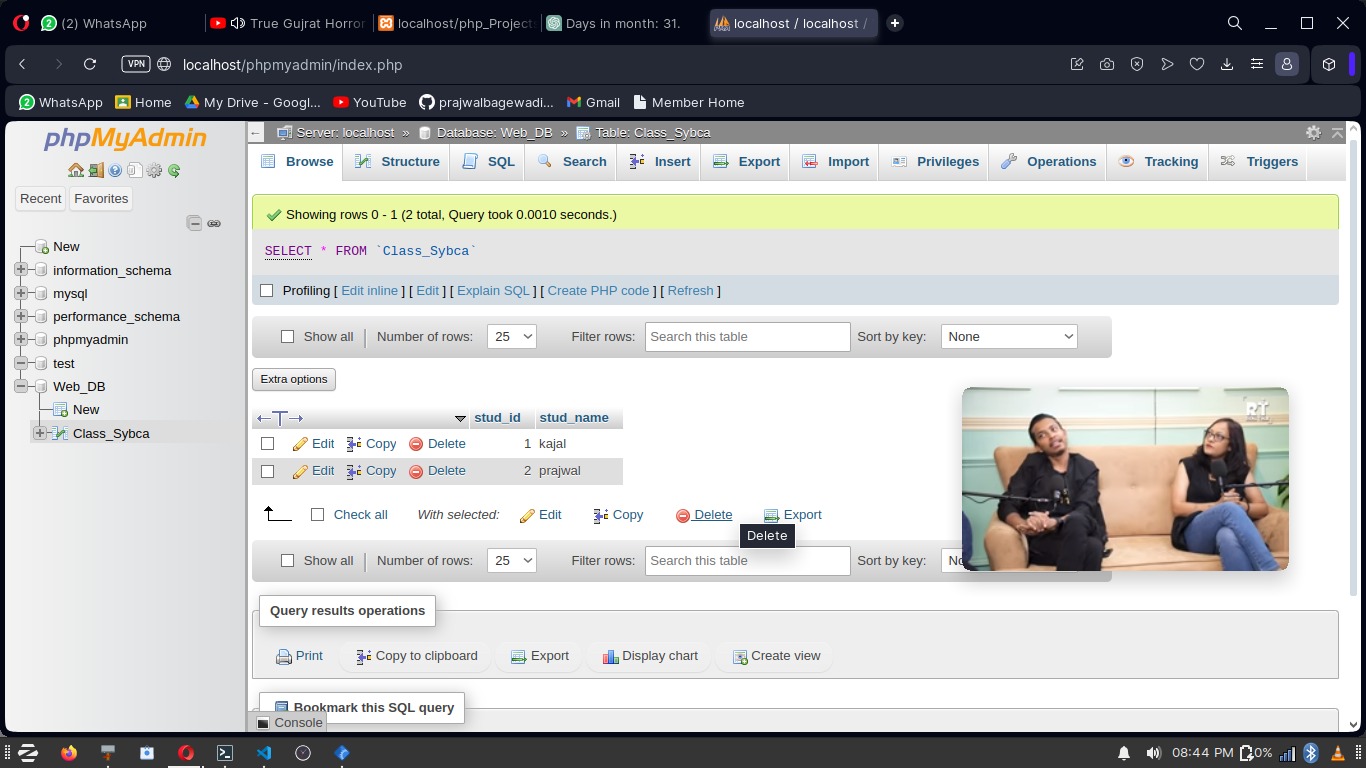 (2) WhatsApp
True Gujrat Horror
localhost/php_Project
Days in month: 31.
localhost / localhost /
VPN
localhost/phpmyadmin/index.php
WhatsApp
Home
My Drive - Googl...
YouTube
prajwalbagewadi...
Gmail
Member Home
phpMyAdmin
Recent
Favorites
New
information_schema
mysql
performance_schema
phpmyadmin
test
Web_DB
New
Class_Sybca
Server: localhost » Database: Web_DB » Table: Class_Sybca
Browse
Structure
SQL
Search
Insert
Export
Import
Privileges
Operations
Tracking
Triggers
Showing rows 0 - 1 (2 total, Query took 0.0010 seconds.)
SELECT * FROM `Class_Sybca`
Profiling [ Edit inline ] [ Edit ] [ Explain SQL ] [ Create PHP code ] [ Refresh ]
Show all
Number of rows: 25
Filter rows: Search this table
Sort by key: None
Extra options
stud_id stud_name
Edit Copy Delete 1 kajal
Edit Copy Delete 2 prajwal
Check all With selected: Edit Copy Delete Export
Delete
Show all
Number of rows: 25
Filter rows: Search this table
Sort by key:
RT
Query results operations
Print
Copy to clipboard
Export
Display chart
Create view
Bookmark this SQL query
Console
08:44 PM